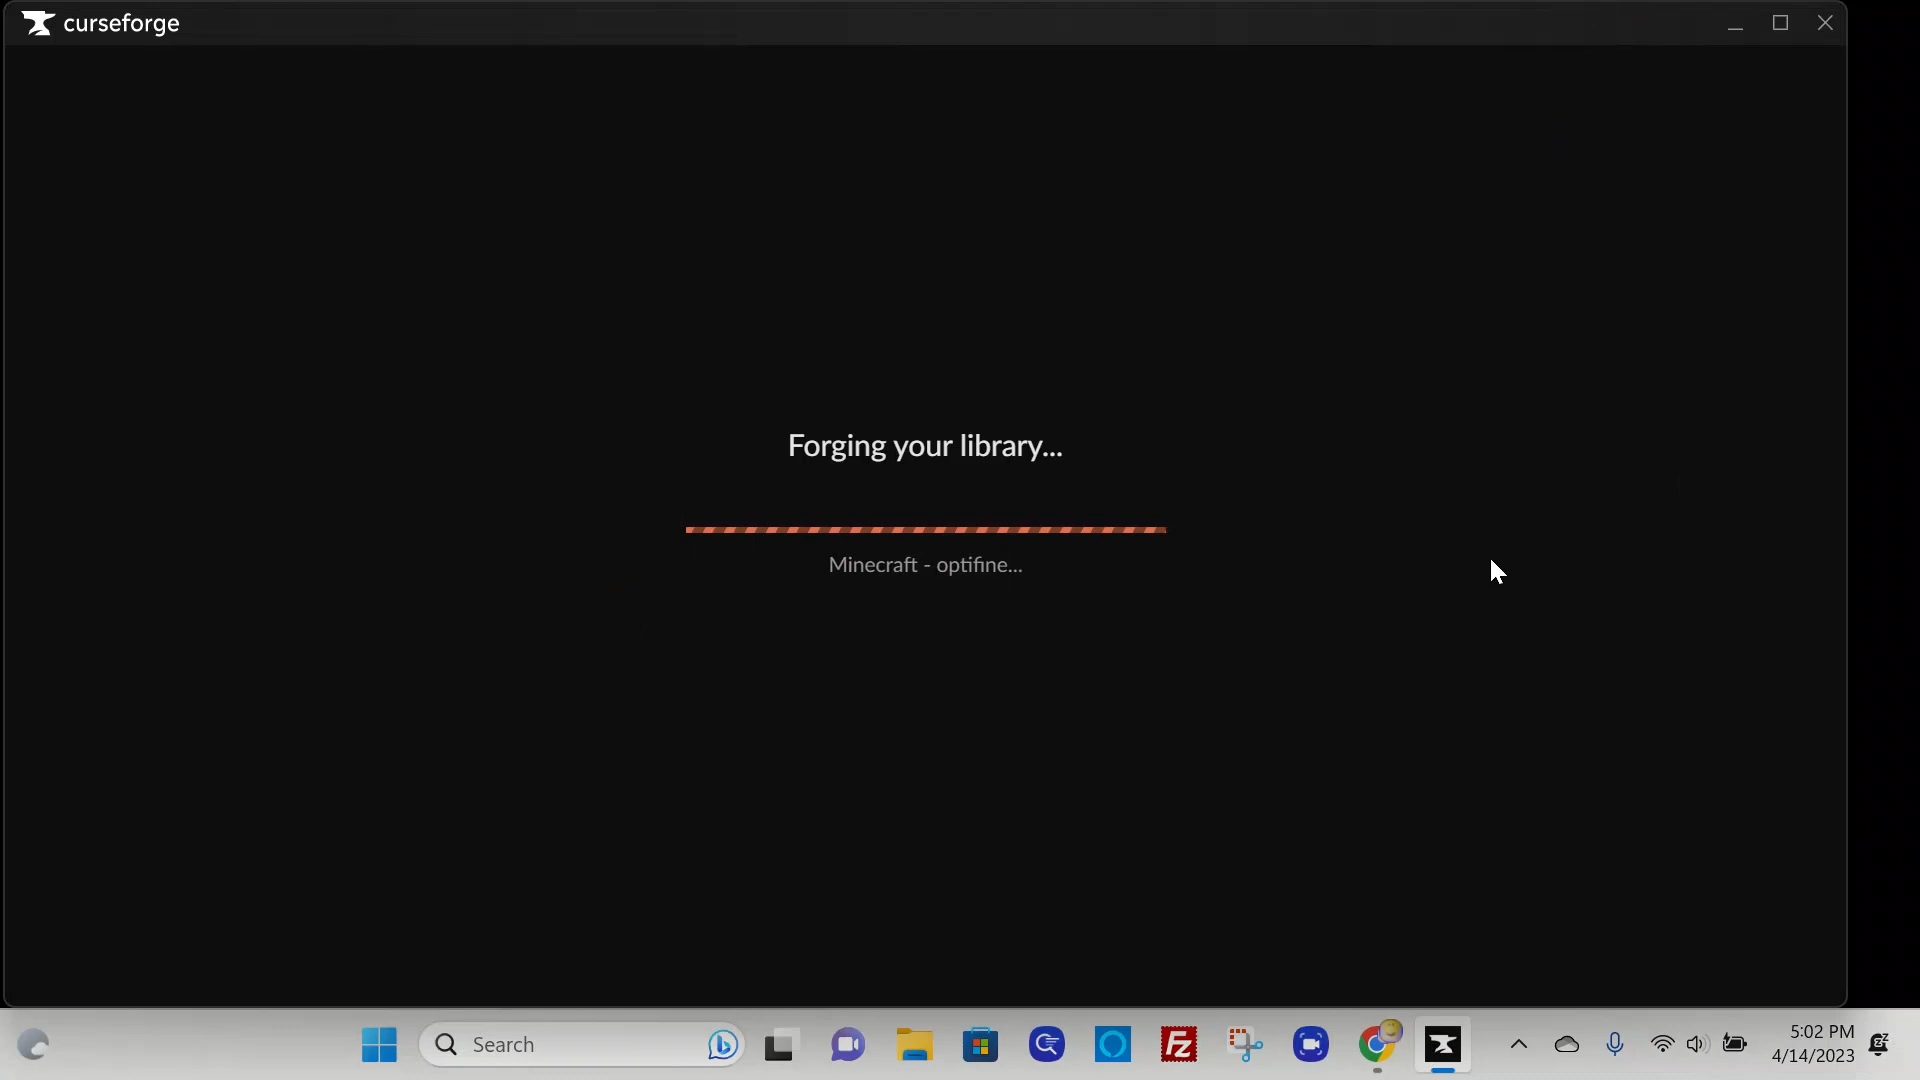 curseforge
Forging your library...
Minecraft - optifine...
Search
5:02 PM
4/14/2023